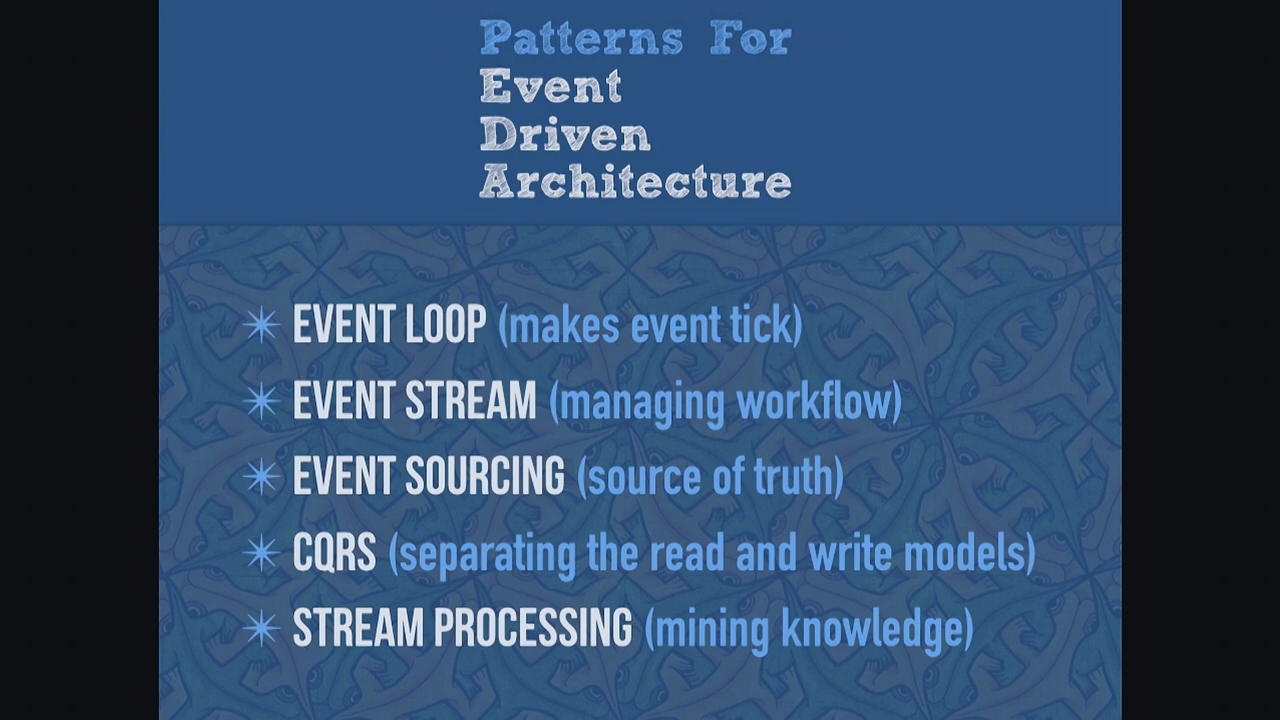 Patterns For
Event
Driven
Architecture
EVENT LOOP (makes event tick)
EVENT STREAM (managing workflow)
EVENT SOURCING (source of truth)
CQRS (separating the read and write models)
STREAM PROCESSING (mining knowledge)